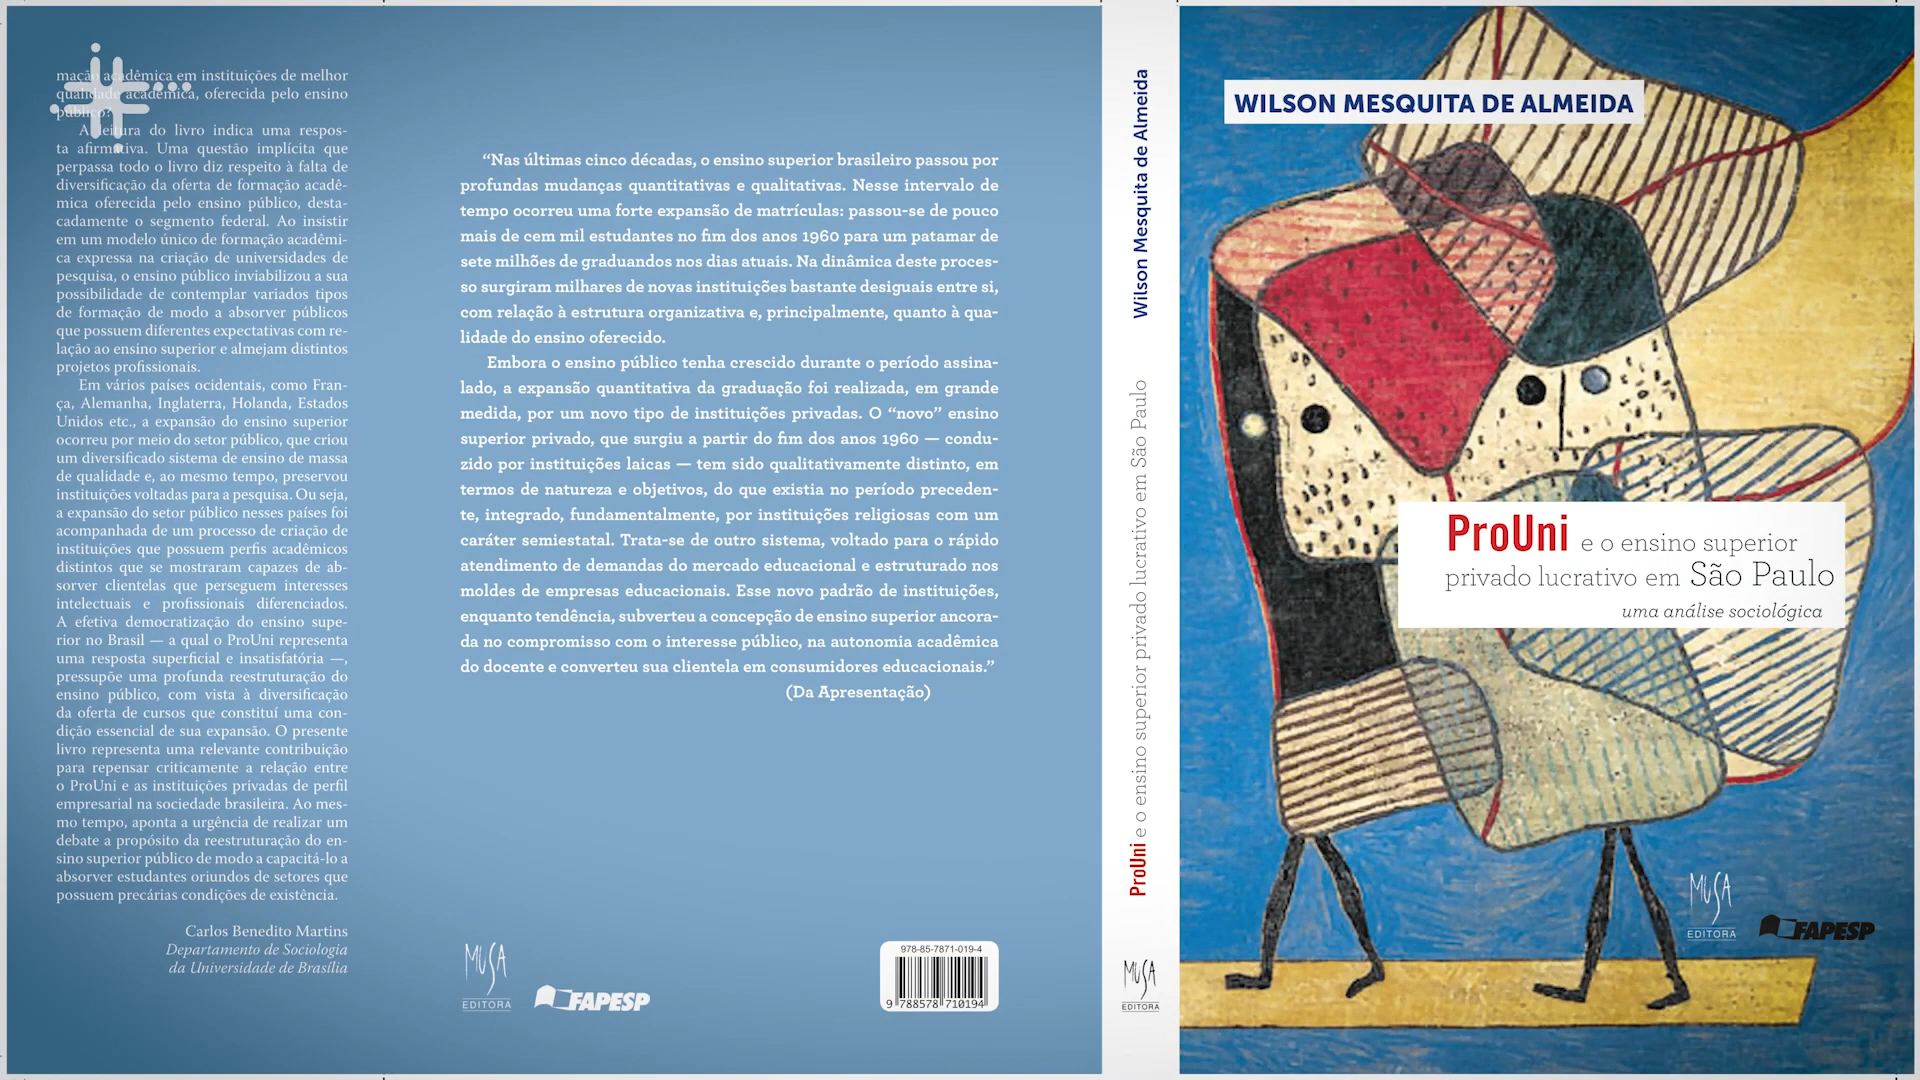 mação acadêmica em instituições de melhor
qualidade acadêmica, oferecida pelo ensino
público?
A leitura do livro indica uma respos-
ta afirmativa. Uma questão implícita que
perpassa todo o livro diz respeito à falta de
diversificação da oferta de formação acadê-
mica oferecida pelo ensino público, desta-
cadamente o segmento federal. Ao insistir
em um modelo único de formação acadêmi-
ca expressa na criação de universidades de
pesquisa, o ensino público inviabilizou a sua
possibilidade de contemplar variados tipos
de formação de modo a absorver públicos
que possuem diferentes expectativas com re-
lação ao ensino superior e almejam distintos
projetos profissionais.
Em vários países ocidentais, como Fran-
ça, Alemanha, Inglaterra, Holanda, Estados
Unidos etc., a expansão do ensino superior
ocorreu por meio do setor público, que criou
um diversificado sistema de ensino de massa
de qualidade e, ao mesmo tempo, preservou
instituições voltadas para a pesquisa. Ou seja,
a expansão do setor público nesses países foi
acompanhada de um processo de criação de
instituições que possuem perfis acadêmicos
distintos que se mostraram capazes de ab-
sorver clientelas que perseguem interesses
intelectuais e profissionais diferenciados.
A efetiva democratização do ensino supe-
rior no Brasil — a qual o ProUni representa
uma resposta superficial e insatisfatória —,
pressupõe uma profunda reestruturação do
ensino público, com vista à diversificação
da oferta de cursos que constituí uma con-
dição essencial de sua expansão. O presente
livro representa uma relevante contribuição
para repensar criticamente a relação entre
o ProUni e as instituições privadas de perfil
empresarial na sociedade brasileira. Ao mes-
mo tempo, aponta a urgência de realizar um
debate a propósito da reestruturação do en-
sino superior público de modo a capacitá-lo a
absorver estudantes oriundos de setores que
possuem precárias condições de existência.
Carlos Benedito Martins
Departamento de Sociologia
da Universidade de Brasília
“Nas últimas cinco décadas, o ensino superior brasileiro passou por
profundas mudanças quantitativas e qualitativas. Nesse intervalo de
tempo ocorreu uma forte expansão de matrículas: passou-se de pouco
mais de cem mil estudantes no fim dos anos 1960 para um patamar de
sete milhões de graduandos nos dias atuais. Na dinâmica deste proces-
so surgiram milhares de novas instituições bastante desiguais entre si,
com relação à estrutura organizativa e, principalmente, quanto à qua-
lidade do ensino oferecido.
Embora o ensino público tenha crescido durante o período assina-
lado, a expansão quantitativa da graduação foi realizada, em grande
medida, por um novo tipo de instituições privadas. O “novo” ensino
superior privado, que surgiu a partir do fim dos anos 1960 — condu-
zido por instituições laicas — tem sido qualitativamente distinto, em
termos de natureza e objetivos, do que existia no período preceden-
te, integrado, fundamentalmente, por instituições religiosas com um
caráter semiestatal. Trata-se de outro sistema, voltado para o rápido
atendimento de demandas do mercado educacional e estruturado nos
moldes de empresas educacionais. Esse novo padrão de instituições,
enquanto tendência, subverteu a concepção de ensino superior ancora-
da no compromisso com o interesse público, na autonomia acadêmica
do docente e converteu sua clientela em consumidores educacionais.”
(Da Apresentação)
MUSA
EDITORA
FAPESP
978-85-7871-019-4
9 788578 710194
Wilson Mesquita de Almeida
ProUni e o ensino superior privado lucrativo em São Paulo
MUSA
EDITORA
WILSON MESQUITA DE ALMEIDA
ProUni e o ensino superior
privado lucrativo em São Paulo
uma análise sociológica
MUSA
EDITORA
FAPESP